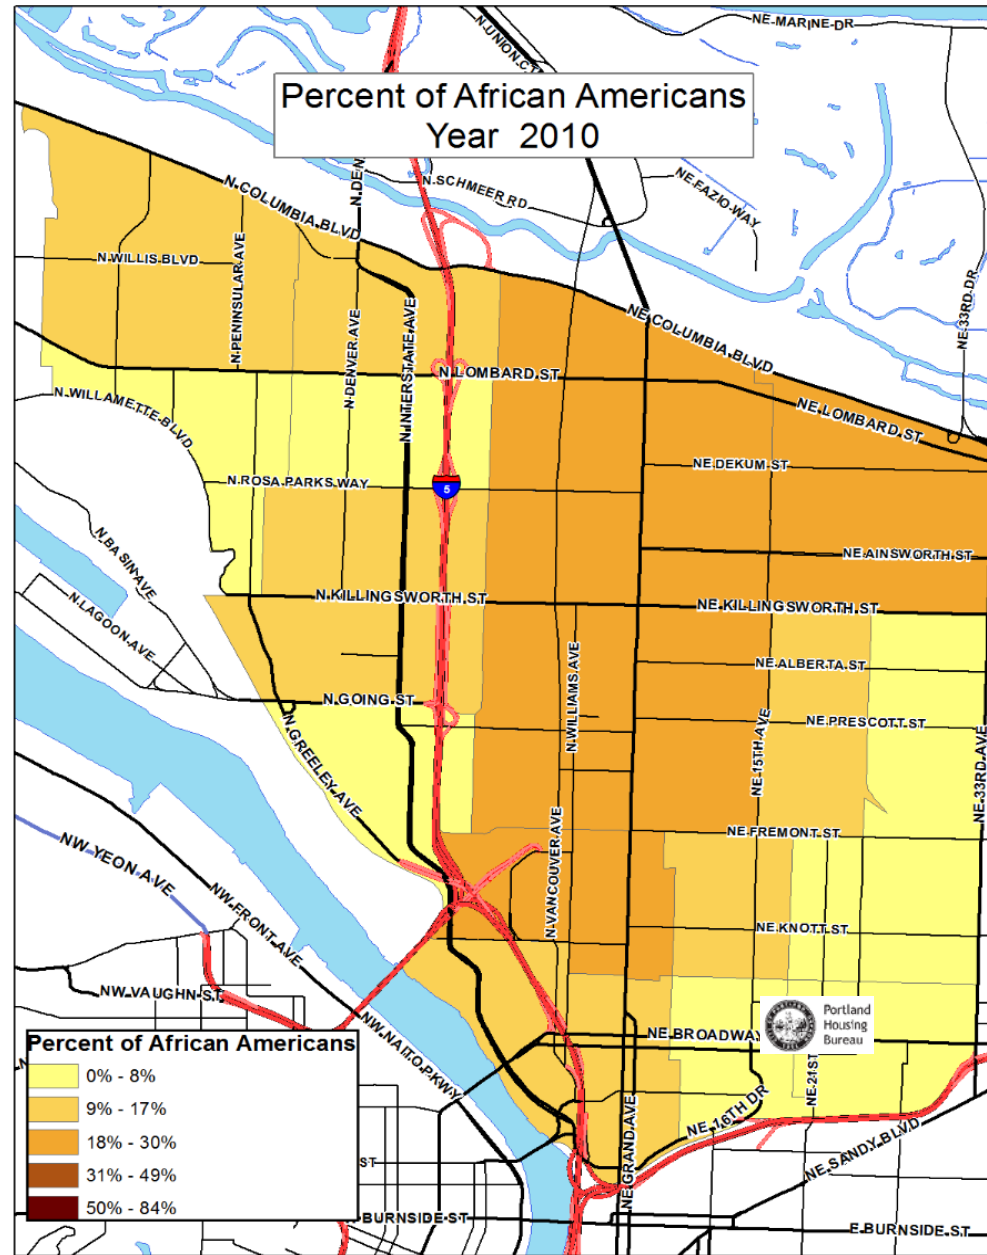 NE MARINE DR
N UNION CT
Percent of African Americans
Year 2010
N DEN
N SCHMEER RD
NE FAZIO WAY
N COLUMBIA BLVD
N WILLIS BLVD
N PENINSULAR AVE
N DENVER AVE
N INTERSTATE AVE
NE COLUMBIA BLVD
NE 33RD DR
N LOMBARD ST
NE LOMBARD ST
N WILLAMETTE BLVD
N ROSA PARKS WAY
5
NE DEKUM ST
N BASIN AVE
NE AINSWORTH ST
N LAGOON AVE
N KILLINGSWORTH ST
NE KILLINGSWORTH ST
NE ALBERTA ST
N GOING ST
N WILLIAMS AVE
NE 15TH AVE
NE PRESCOTT ST
NE 33RD AVE
N GREELEY AVE
NE FREMONT ST
NW YEON AVE
NW FRONT AVE
N VANCOUVER AVE
NE KNOTT ST
NW VAUGHN ST
NW NAITO PKWY
NE BROADWAY
Portland
Housing
Bureau
NE 21ST
NE GRAND AVE
NE 16TH DR
NE SANDY BLVD
Percent of African Americans
0% - 8%
9% - 17%
18% - 30%
31% - 49%
50% - 84%
ST
BURNSIDE ST
E BURNSIDE ST